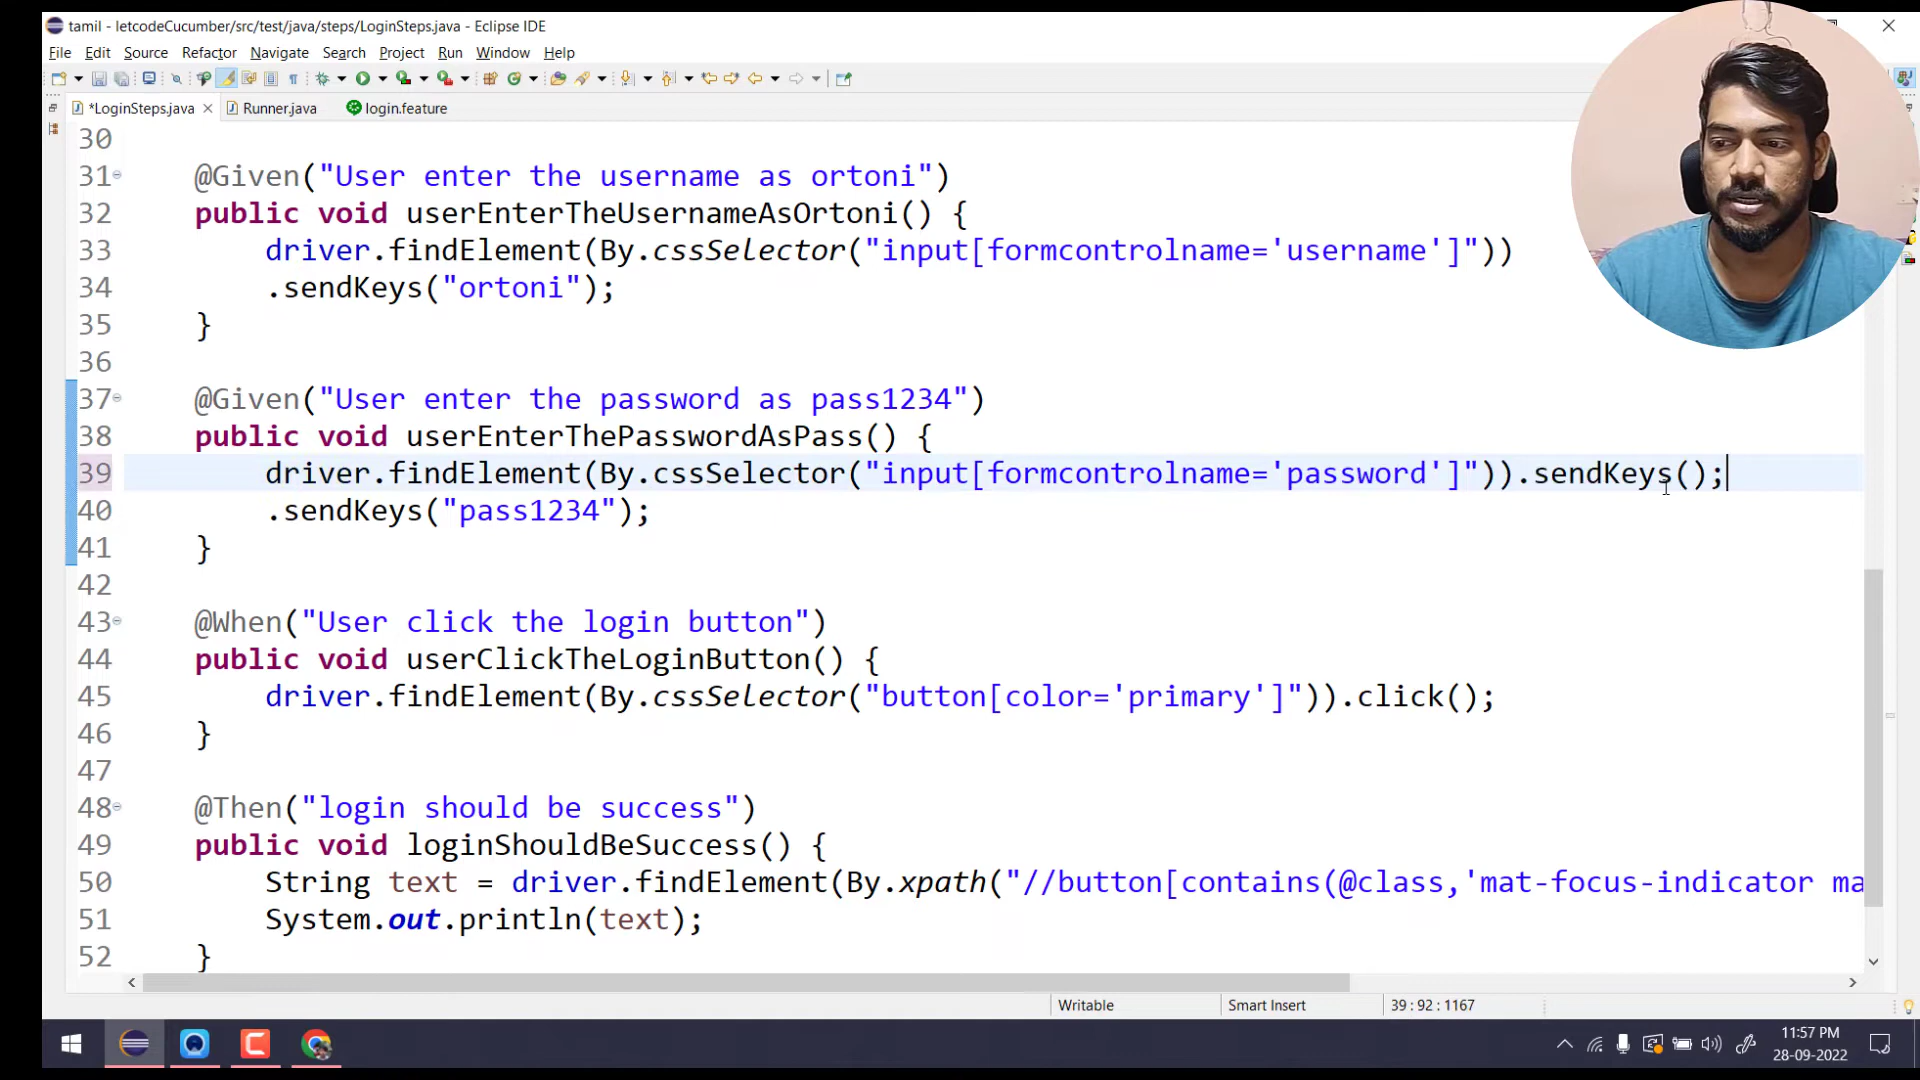 tamil - letcodeCucumber/src/test/java/steps/LoginSteps.java - Eclipse IDE
File Edit Source Refactor Navigate Search Project Run Window Help
*LoginSteps.java Runner.java login.feature
30
31 @Given("User enter the username as ortoni")
32 public void userEnterTheUsernameAsOrtoni() {
33 driver.findElement(By.cssSelector("input[formcontrolname='username']"))
34 .sendKeys("ortoni");
35 }
36
37 @Given("User enter the password as pass1234")
38 public void userEnterThePasswordAsPass() {
39 driver.findElement(By.cssSelector("input[formcontrolname='password']")).sendKeys();
40 .sendKeys("pass1234");
41 }
42
43 @When("User click the login button")
44 public void userClickTheLoginButton() {
45 driver.findElement(By.cssSelector("button[color='primary']")).click();
46 }
47
48 @Then("login should be success")
49 public void loginShouldBeSuccess() {
50 String text = driver.findElement(By.xpath("//button[contains(@class,'mat-focus-indicator ma
51 System.out.println(text);
52 }
Writable Smart Insert 39 : 92 : 1167
11:57 PM
28-09-2022